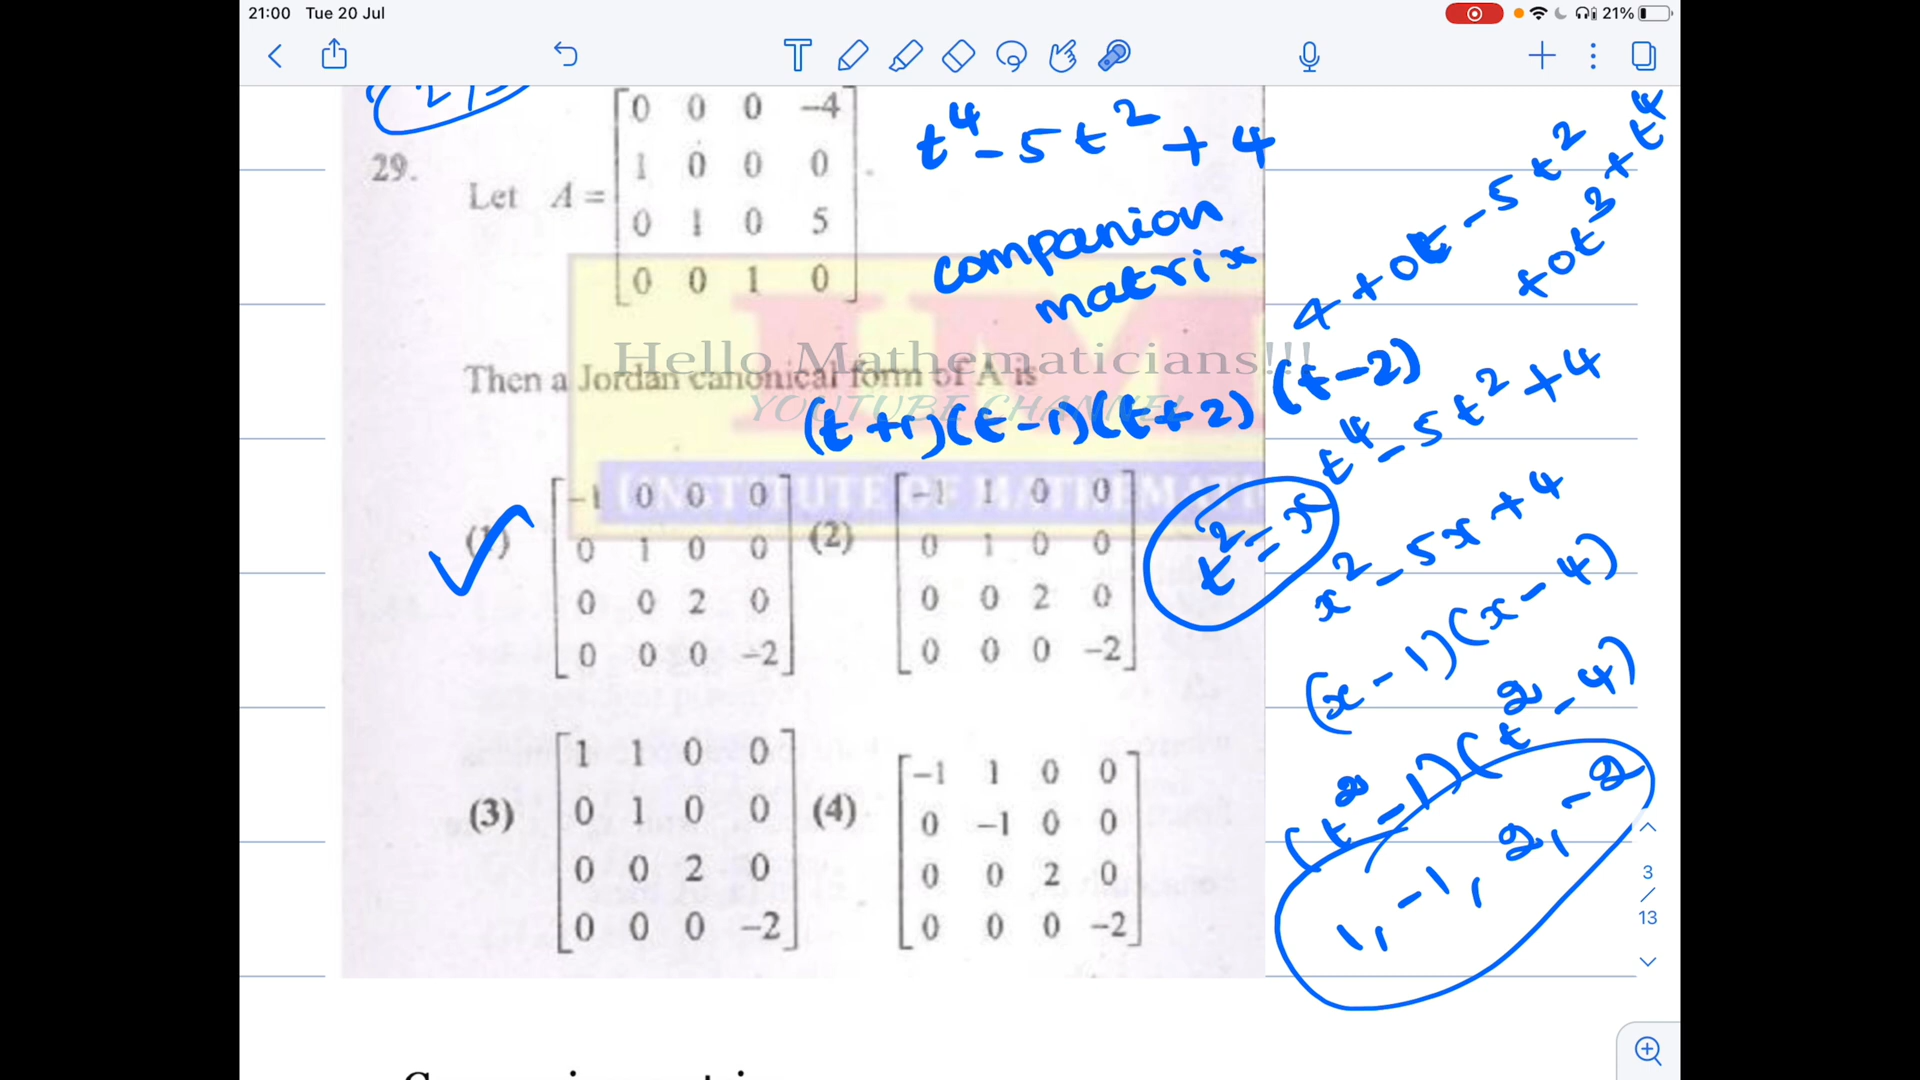 21:00 Tue 20 Jul
21%
29.
Let A =
0 0 0 -4
1 0 0 0
0 1 0 5
0 0 1 0
t⁴ - 5t² + 4
companion
matrix
4 + 0t - 5t²
+ 0t³ + t⁴
Hello Mathematicians!!!
Then a Jordan canonical form of A is
YOUTUBE CHANNEL
(t+1)(t-1)(t+2)(t-2)
t⁴ - 5t² + 4
INSTITUTE OF MATHEMATI
(1)
-1 0 0 0
0 1 0 0
0 0 2 0
0 0 0 -2
(2)
-1 1 0 0
0 1 0 0
0 0 2 0
0 0 0 -2
t² = x
x² - 5x + 4
(x - 1)(x - 4)
(t² - 1)(t² - 4)
1, -1, 2, -2
(3)
1 1 0 0
0 1 0 0
0 0 2 0
0 0 0 -2
(4)
-1 1 0 0
0 -1 0 0
0 0 2 0
0 0 0 -2
3
/
13